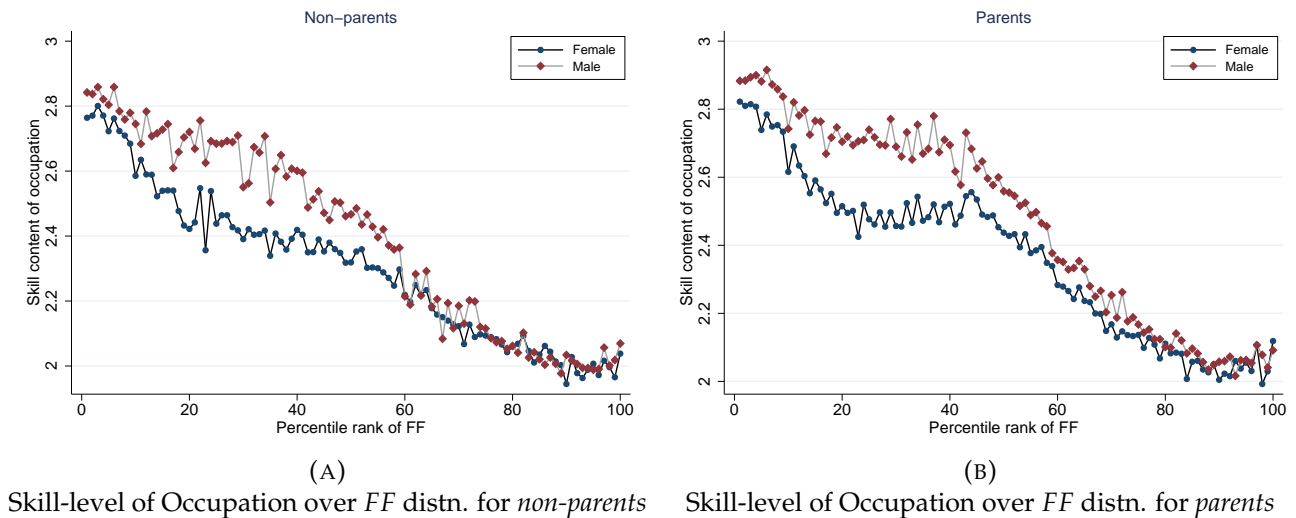 Non−parents
Skill content of occupation
3
2.8
2.6
2.4
2.2
2
Female
Male
0 20 40 60 80 100
Percentile rank of FF
(A)
Skill-level of Occupation over FF distn. for non-parents
Parents
Skill content of occupation
3
2.8
2.6
2.4
2.2
2
Female
Male
0 20 40 60 80 100
Percentile rank of FF
(B)
Skill-level of Occupation over FF distn. for parents